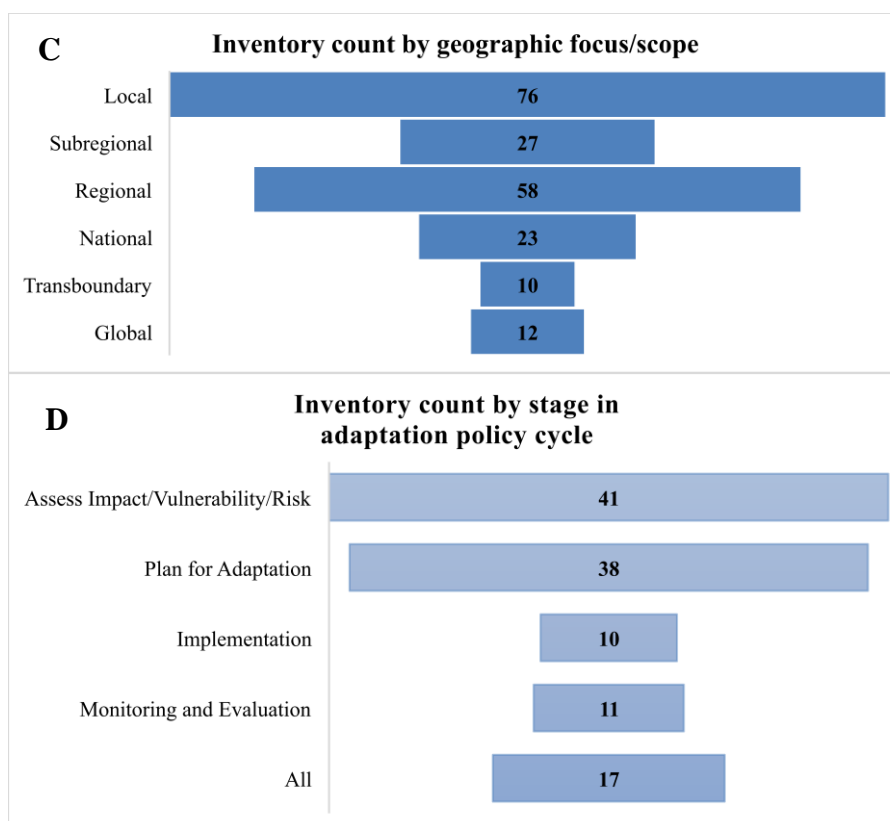 C
Inventory count by geographic focus/scope
Local 76
Subregional 27
Regional 58
National 23
Transboundary 10
Global 12
D
Inventory count by stage in
adaptation policy cycle
Assess Impact/Vulnerability/Risk 41
Plan for Adaptation 38
Implementation 10
Monitoring and Evaluation 11
All 17